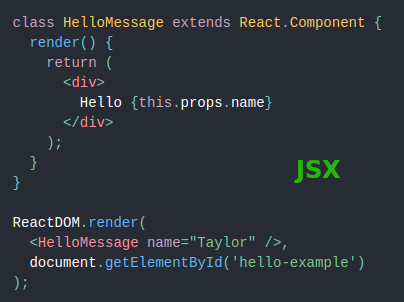 class HelloMessage extends React.Component {
  render() {
    return (
      <div>
        Hello {this.props.name}
      </div>
    );
  }
}
JSX

ReactDOM.render(
  <HelloMessage name="Taylor" />,
  document.getElementById('hello-example')
);